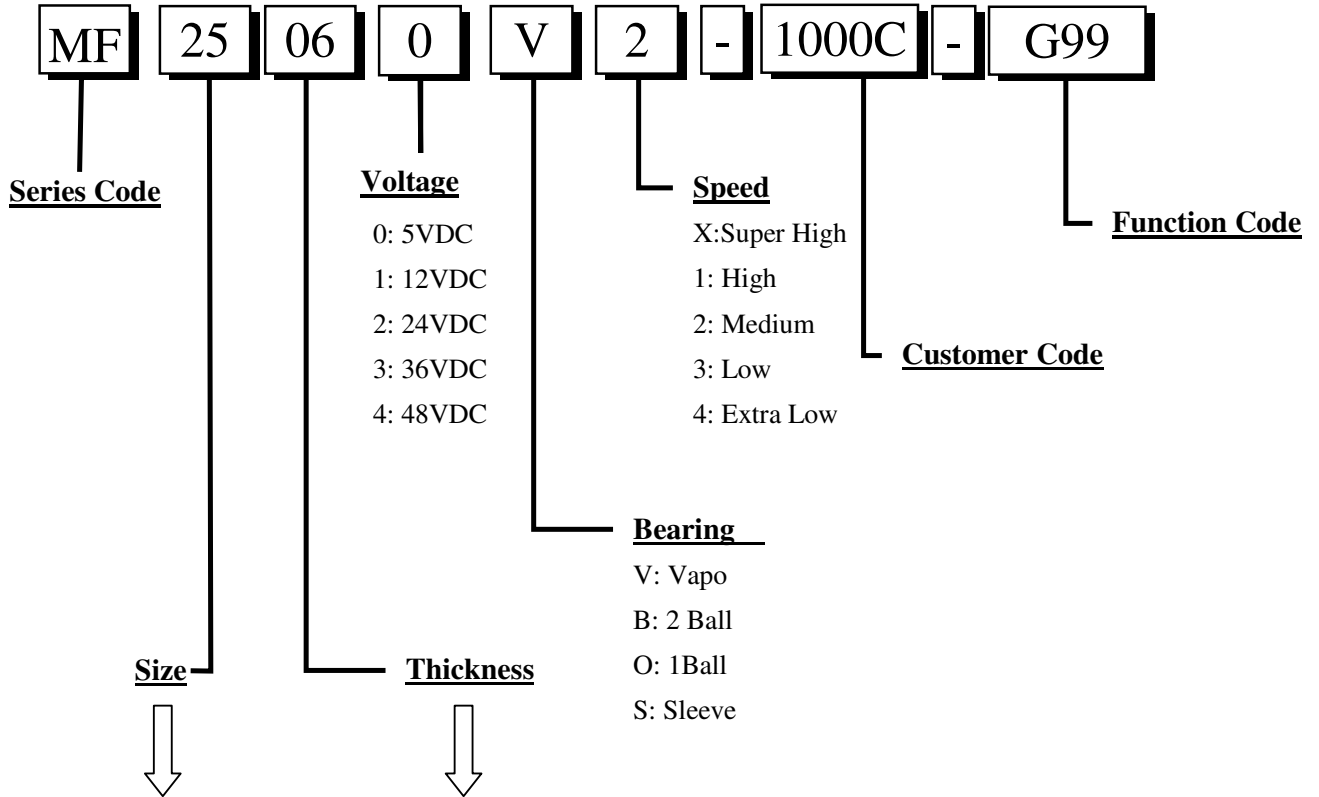 MF 25 06 0 V 2 - 1000C - G99
Series Code
Voltage
0: 5VDC
1: 12VDC
2: 24VDC
3: 36VDC
4: 48VDC
Speed
X:Super High
1: High
2: Medium
3: Low
4: Extra Low
Function Code
Customer Code
Bearing
V: Vapo
B: 2 Ball
O: 1Ball
S: Sleeve
Size
Thickness